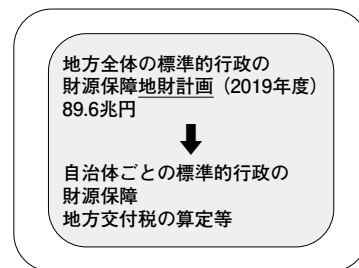 地方全体の標準的行政の
財源保障地財計画（2019年度）
89.6兆円
自治体ごとの標準的行政の
財源保障
地方交付税の算定等